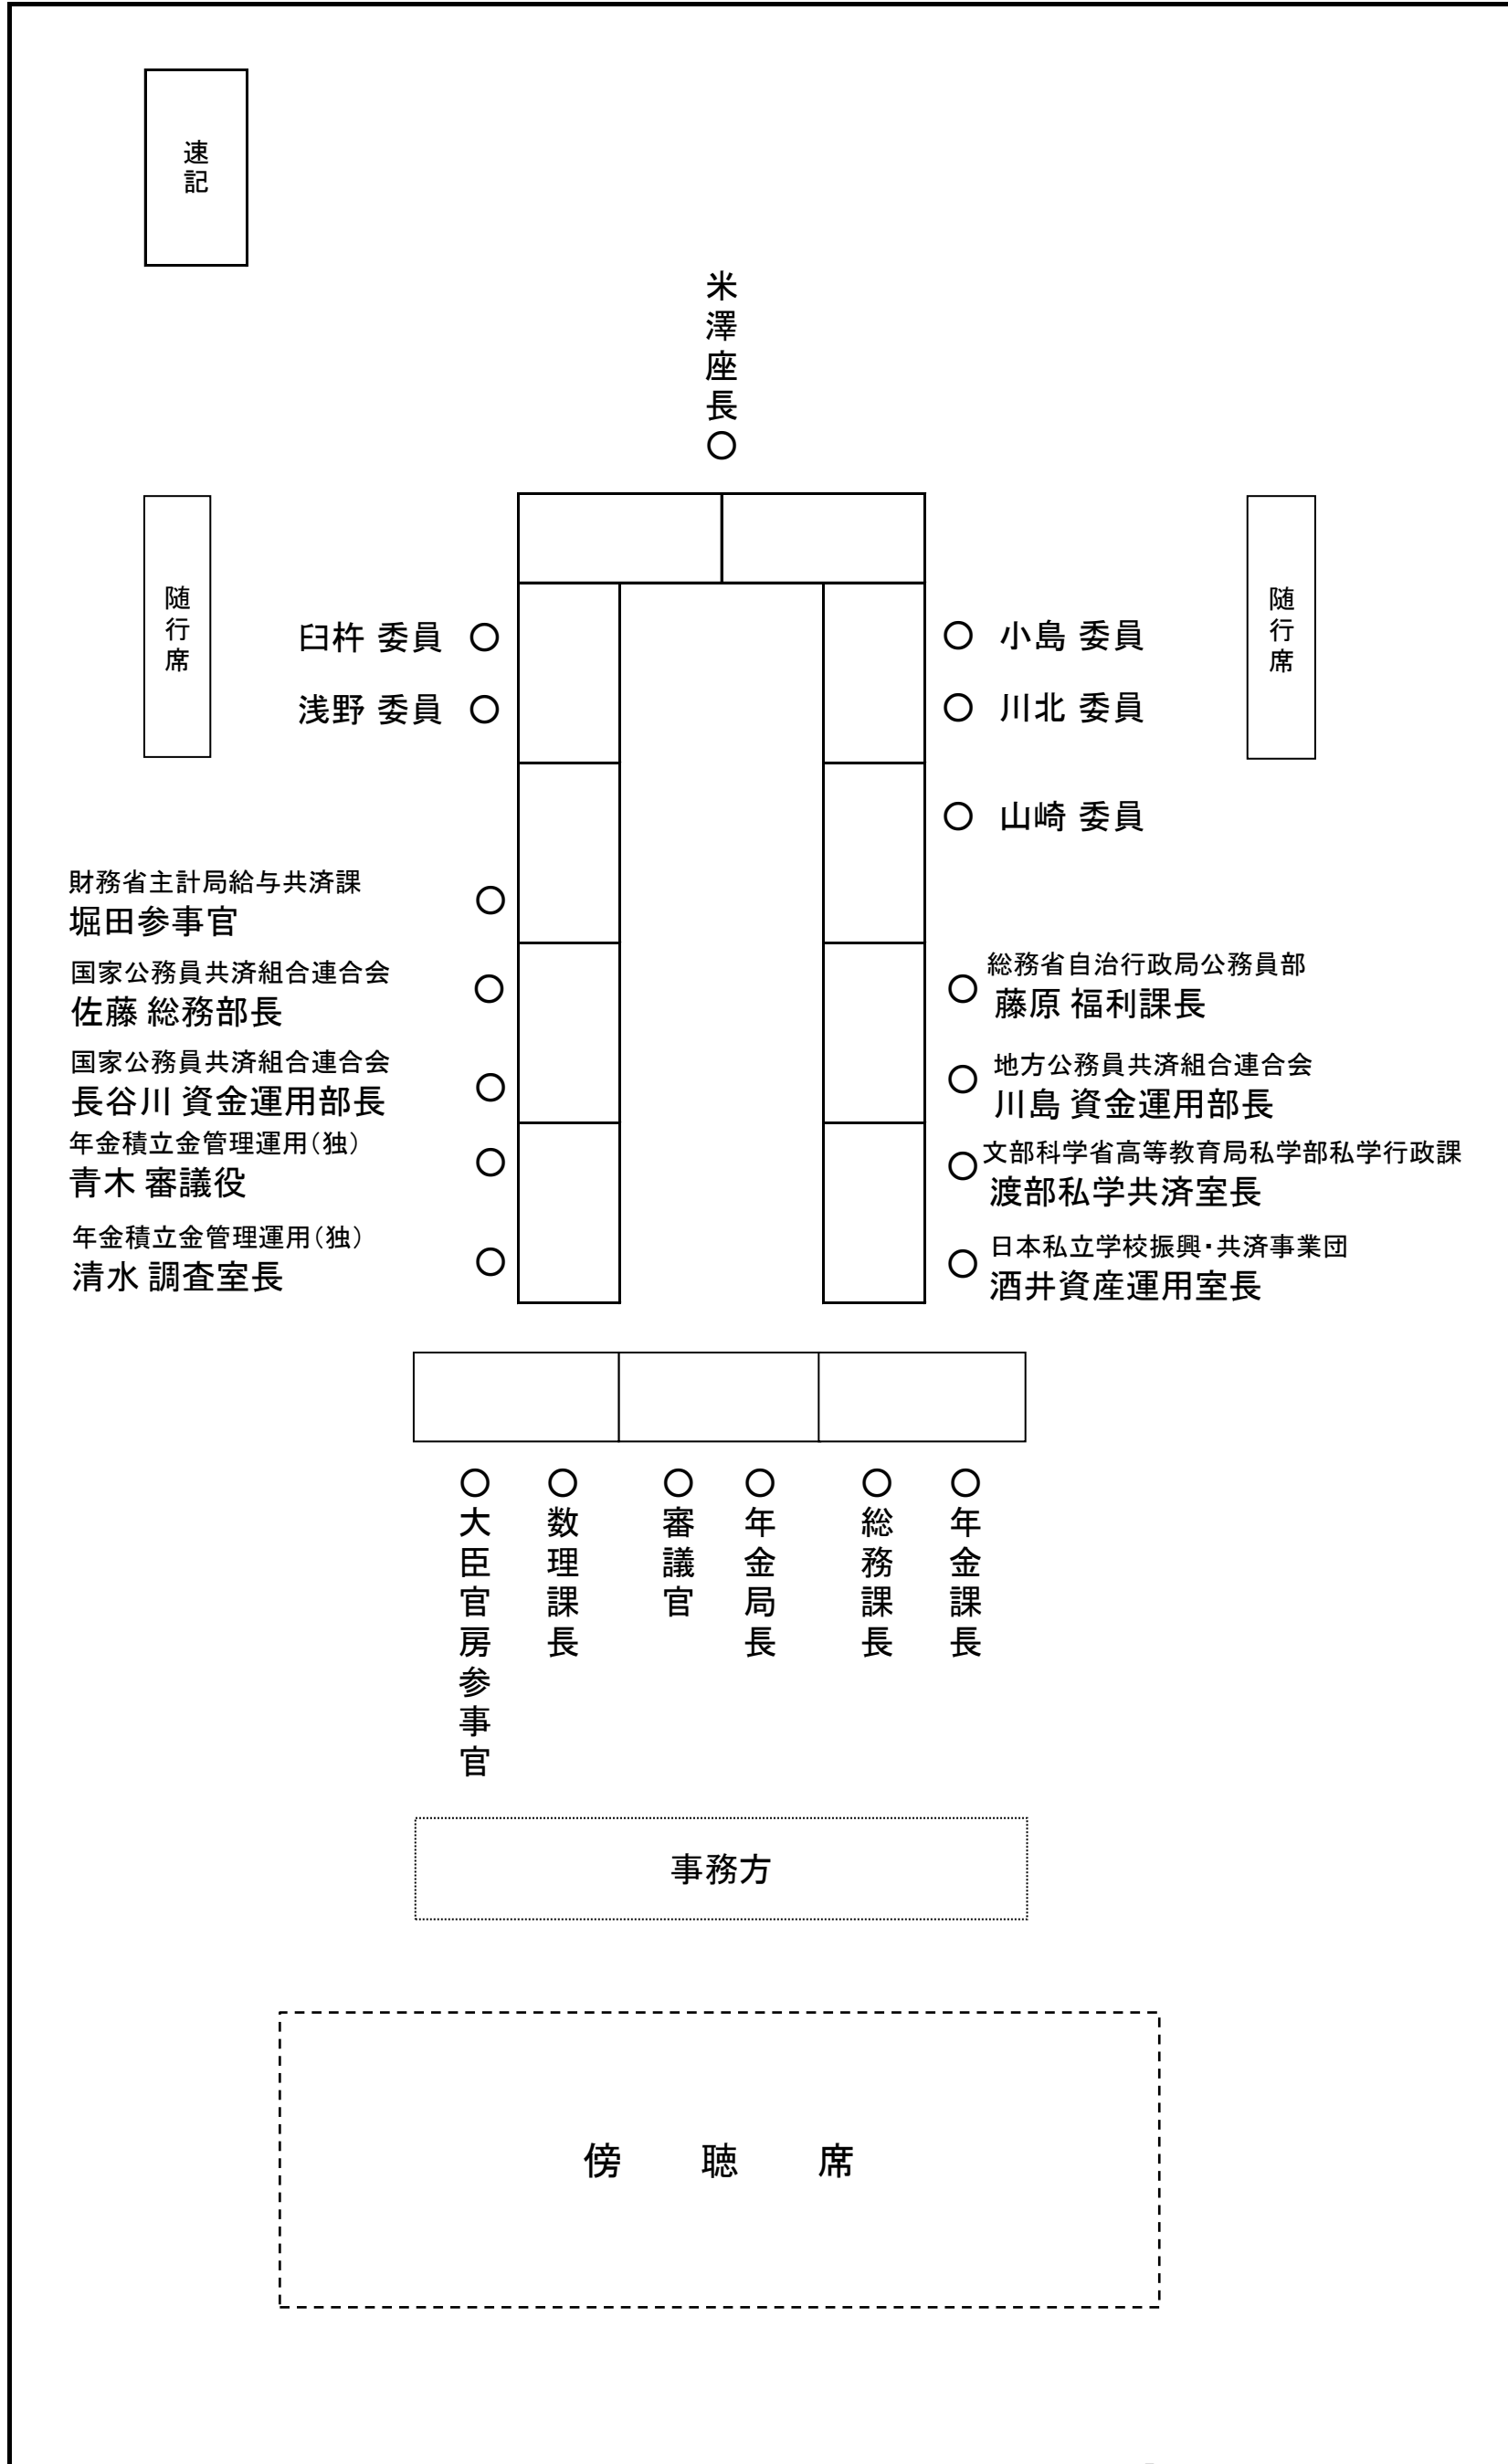 速記
米澤座長○
随行席
随行席
臼杵 委員 ○
○ 小島 委員
浅野 委員 ○
○ 川北 委員
○ 山崎 委員
財務省主計局給与共済課
堀田参事官
○
国家公務員共済組合連合会
佐藤 総務部長
○
国家公務員共済組合連合会
長谷川 資金運用部長
○
年金積立金管理運用(独)
青木 審議役
○
年金積立金管理運用(独)
清水 調査室長
○
総務省自治行政局公務員部
○
藤原 福利課長
地方公務員共済組合連合会
○
川島 資金運用部長
文部科学省高等教育局私学部私学行政課
○
渡部私学共済室長
日本私立学校振興・共済事業団
○
酒井資産運用室長
○大臣官房参事官
○数理課長
○審議官
○年金局長
○総務課長
○年金課長
事務方
傍 聴 席